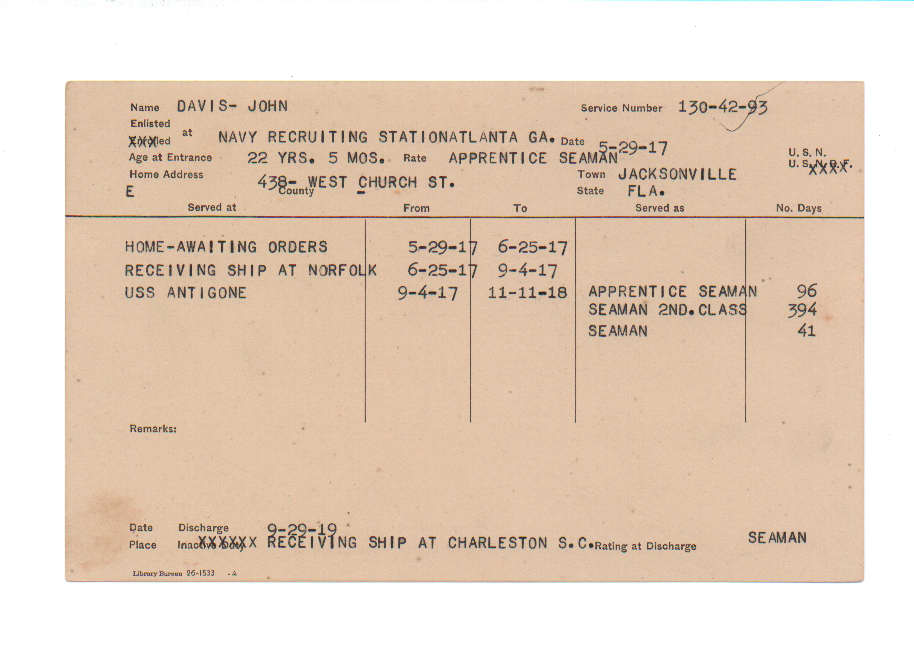 Name DAVIS- JOHN Service Number 130-42-93
Enlisted
XXXled at NAVY RECRUITING STATIONATLANTA GA. Date 5-29-17 U. S. N.
Age at Entrance 22 YRS. 5 MOS. Rate APPRENTICE SEAMAN U. S. N. R. F.
Home Address 438- WEST CHURCH ST. Town JACKSONVILLE
E County State FLA.
Served at From To Served as No. Days
HOME-AWAITING ORDERS 5-29-17 6-25-17
RECEIVING SHIP AT NORFOLK 6-25-17 9-4-17
USS ANTIGONE 9-4-17 11-11-18 APPRENTICE SEAMAN 96
SEAMAN 2ND. CLASS 394
SEAMAN 41
Remarks:
Date Discharge 9-29-19
Place Inactive Duty XXXXXX RECEIVING SHIP AT CHARLESTON S.C. Rating at Discharge SEAMAN
Library Bureau 26-1533 -A